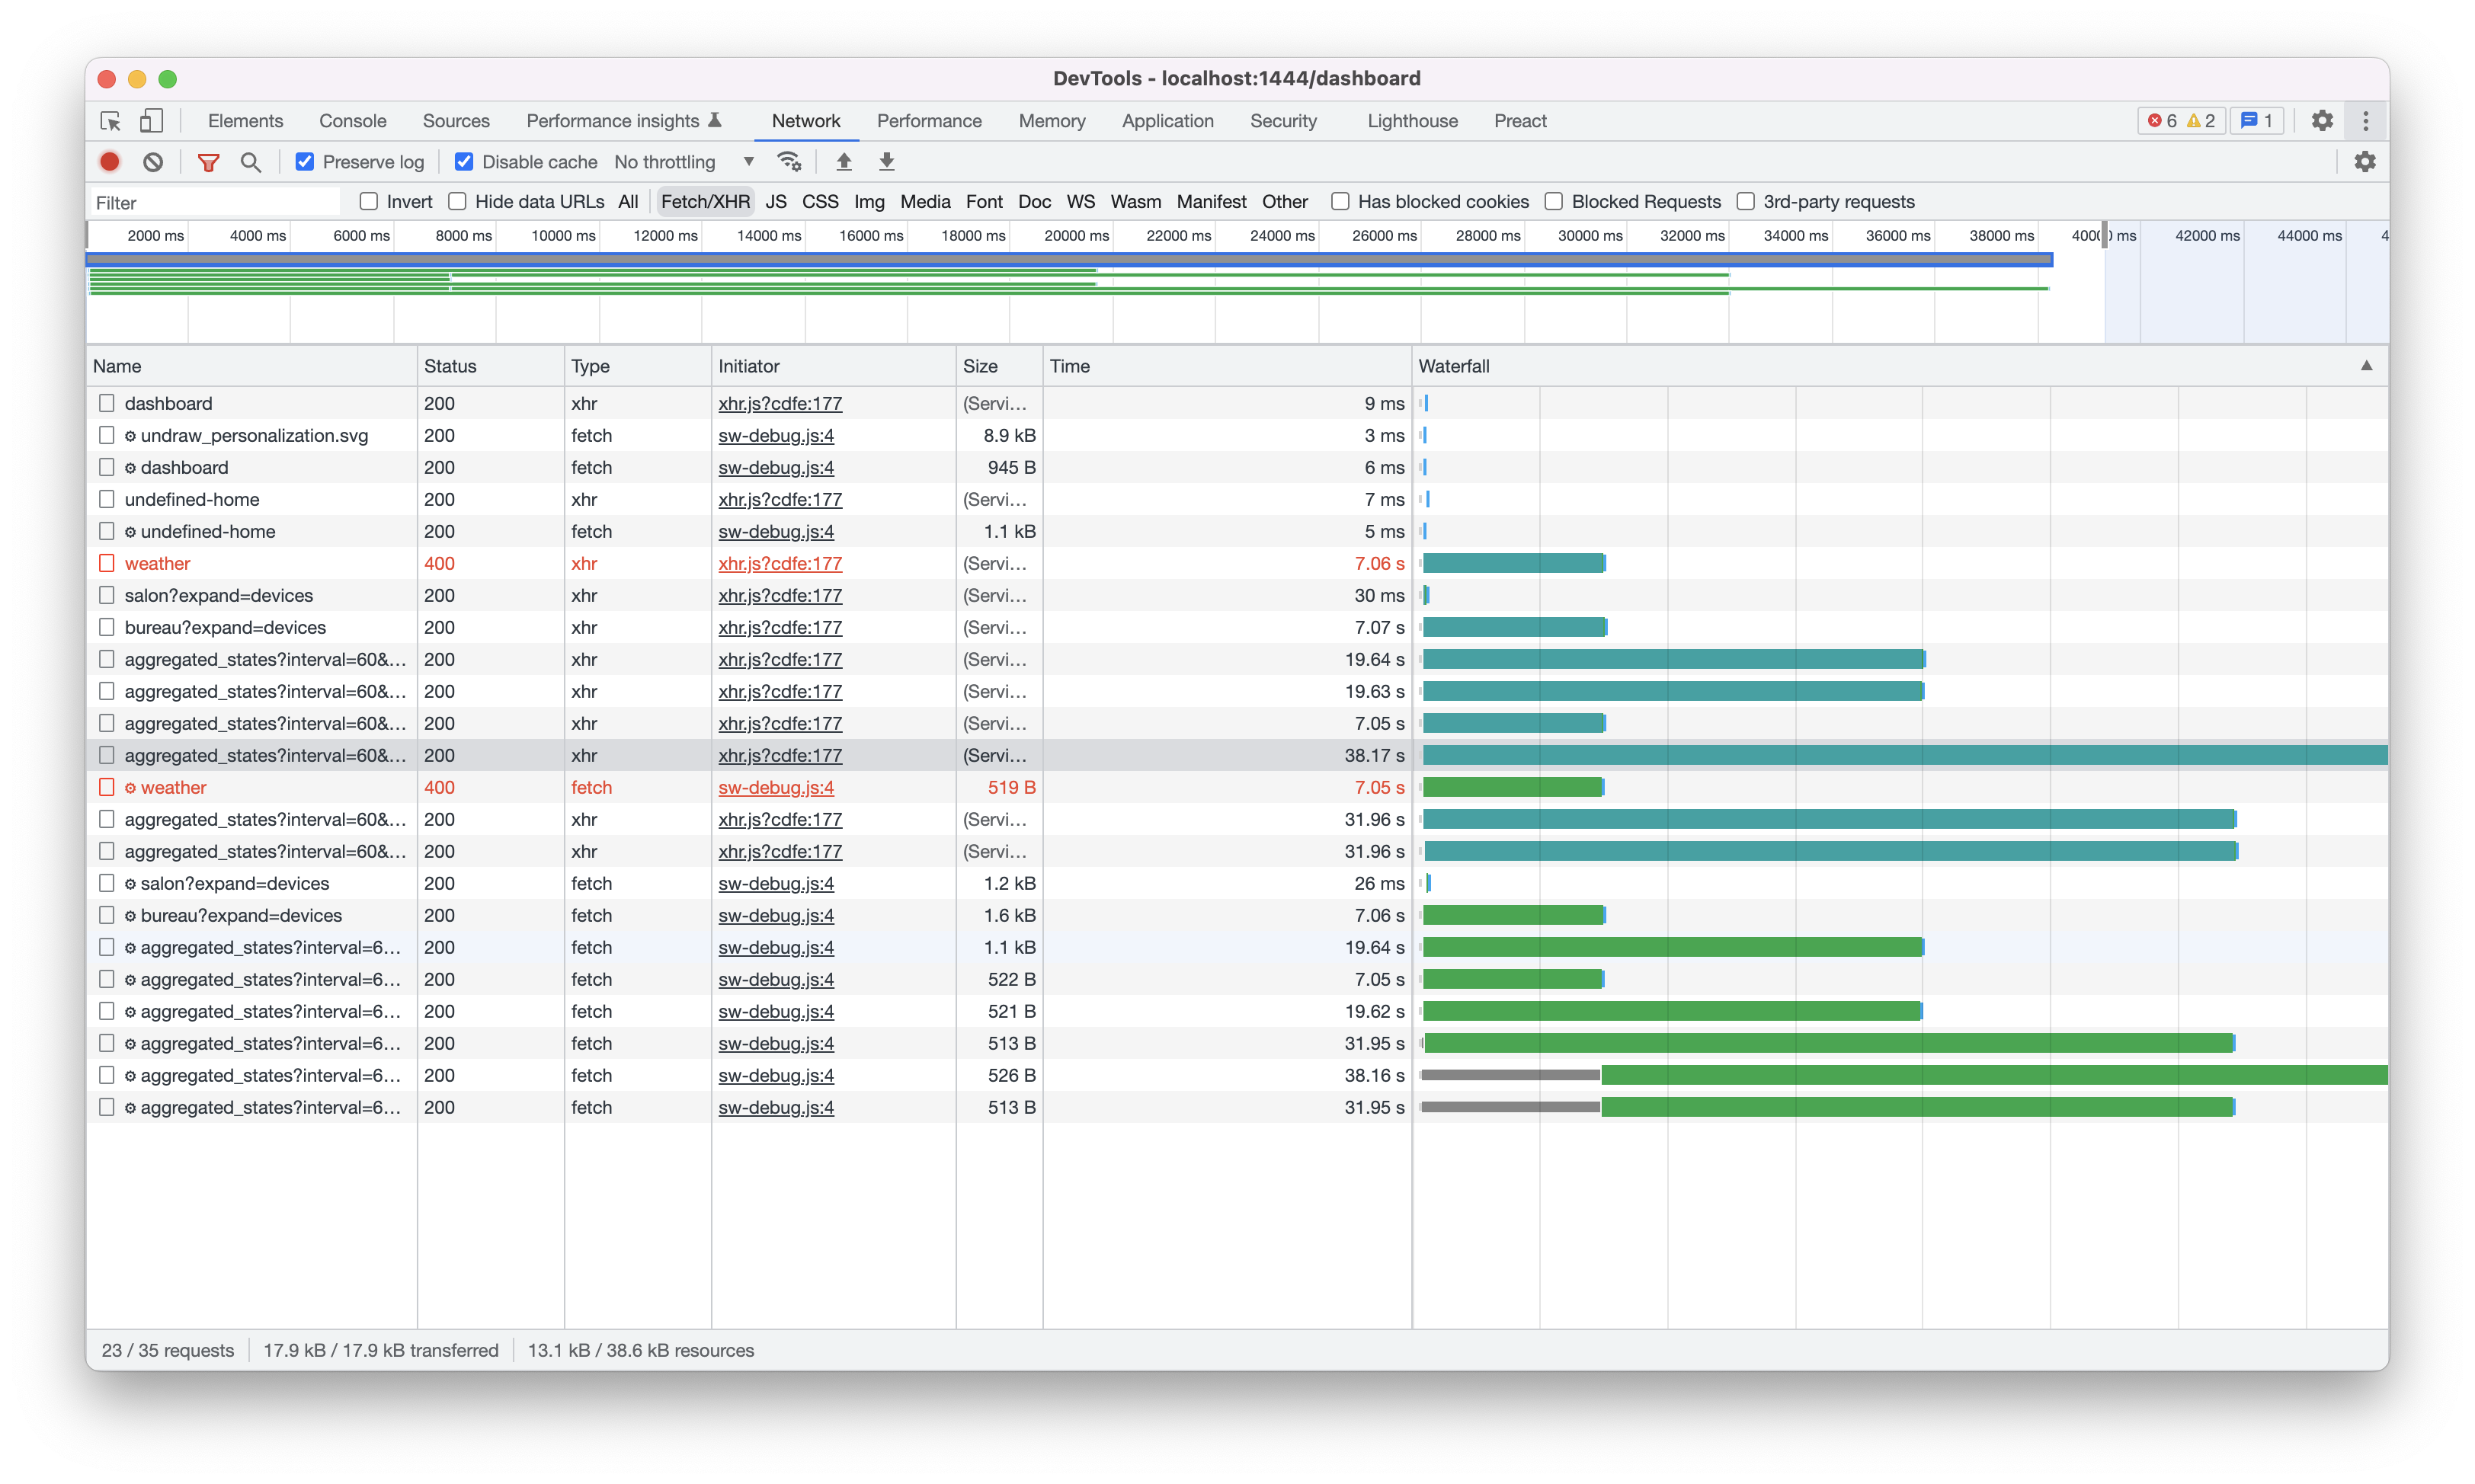 DevTools - localhost:1444/dashboard
Elements Console Sources Performance insights Network Performance Memory Application Security Lighthouse Preact 6 2 1
Preserve log Disable cache No throttling
Filter Invert Hide data URLs All Fetch/XHR JS CSS Img Media Font Doc WS Wasm Manifest Other Has blocked cookies Blocked Requests 3rd-party requests
2000 ms 4000 ms 6000 ms 8000 ms 10000 ms 12000 ms 14000 ms 16000 ms 18000 ms 20000 ms 22000 ms 24000 ms 26000 ms 28000 ms 30000 ms 32000 ms 34000 ms 36000 ms 38000 ms 42000 ms 44000 ms
Name Status Type Initiator Size Time Waterfall
dashboard 200 xhr xhr.js?cdfe:177 (Servi… 9 ms
undraw_personalization.svg 200 fetch sw-debug.js:4 8.9 kB 3 ms
dashboard 200 fetch sw-debug.js:4 945 B 6 ms
undefined-home 200 xhr xhr.js?cdfe:177 (Servi… 7 ms
undefined-home 200 fetch sw-debug.js:4 1.1 kB 5 ms
weather 400 xhr xhr.js?cdfe:177 (Servi… 7.06 s
salon?expand=devices 200 xhr xhr.js?cdfe:177 (Servi… 30 ms
bureau?expand=devices 200 xhr xhr.js?cdfe:177 (Servi… 7.07 s
aggregated_states?interval=60&… 200 xhr xhr.js?cdfe:177 (Servi… 19.64 s
aggregated_states?interval=60&… 200 xhr xhr.js?cdfe:177 (Servi… 19.63 s
aggregated_states?interval=60&… 200 xhr xhr.js?cdfe:177 (Servi… 7.05 s
aggregated_states?interval=60&… 200 xhr xhr.js?cdfe:177 (Servi… 38.17 s
weather 400 fetch sw-debug.js:4 519 B 7.05 s
aggregated_states?interval=60&… 200 xhr xhr.js?cdfe:177 (Servi… 31.96 s
aggregated_states?interval=60&… 200 xhr xhr.js?cdfe:177 (Servi… 31.96 s
salon?expand=devices 200 fetch sw-debug.js:4 1.2 kB 26 ms
bureau?expand=devices 200 fetch sw-debug.js:4 1.6 kB 7.06 s
aggregated_states?interval=6… 200 fetch sw-debug.js:4 1.1 kB 19.64 s
aggregated_states?interval=6… 200 fetch sw-debug.js:4 522 B 7.05 s
aggregated_states?interval=6… 200 fetch sw-debug.js:4 521 B 19.62 s
aggregated_states?interval=6… 200 fetch sw-debug.js:4 513 B 31.95 s
aggregated_states?interval=6… 200 fetch sw-debug.js:4 526 B 38.16 s
aggregated_states?interval=6… 200 fetch sw-debug.js:4 513 B 31.95 s
23 / 35 requests 17.9 kB / 17.9 kB transferred 13.1 kB / 38.6 kB resources